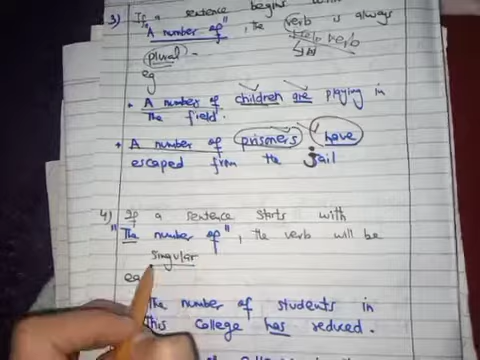 3) If a sentence begins with
"A number of", the verb is always
plural -
eg
A number of children are playing in
the field.
A number of prisoners have
escaped from the jail
4) If a sentence starts with
"The number of", the verb will be
singular
eg
The number of students in
this College has reduced.